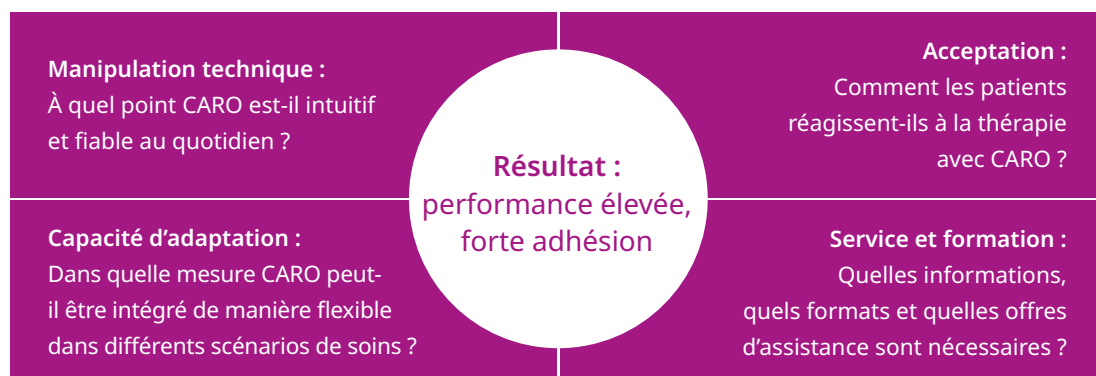 Manipulation technique :
À quel point CARO est-il intuitif
et fiable au quotidien ?
Acceptation :
Comment les patients
réagissent-ils à la thérapie
avec CARO ?
Résultat :
performance élevée,
forte adhésion
Capacité d’adaptation :
Dans quelle mesure CARO peut-
il être intégré de manière flexible
dans différents scénarios de soins ?
Service et formation :
Quelles informations,
quels formats et quelles offres
d’assistance sont nécessaires ?